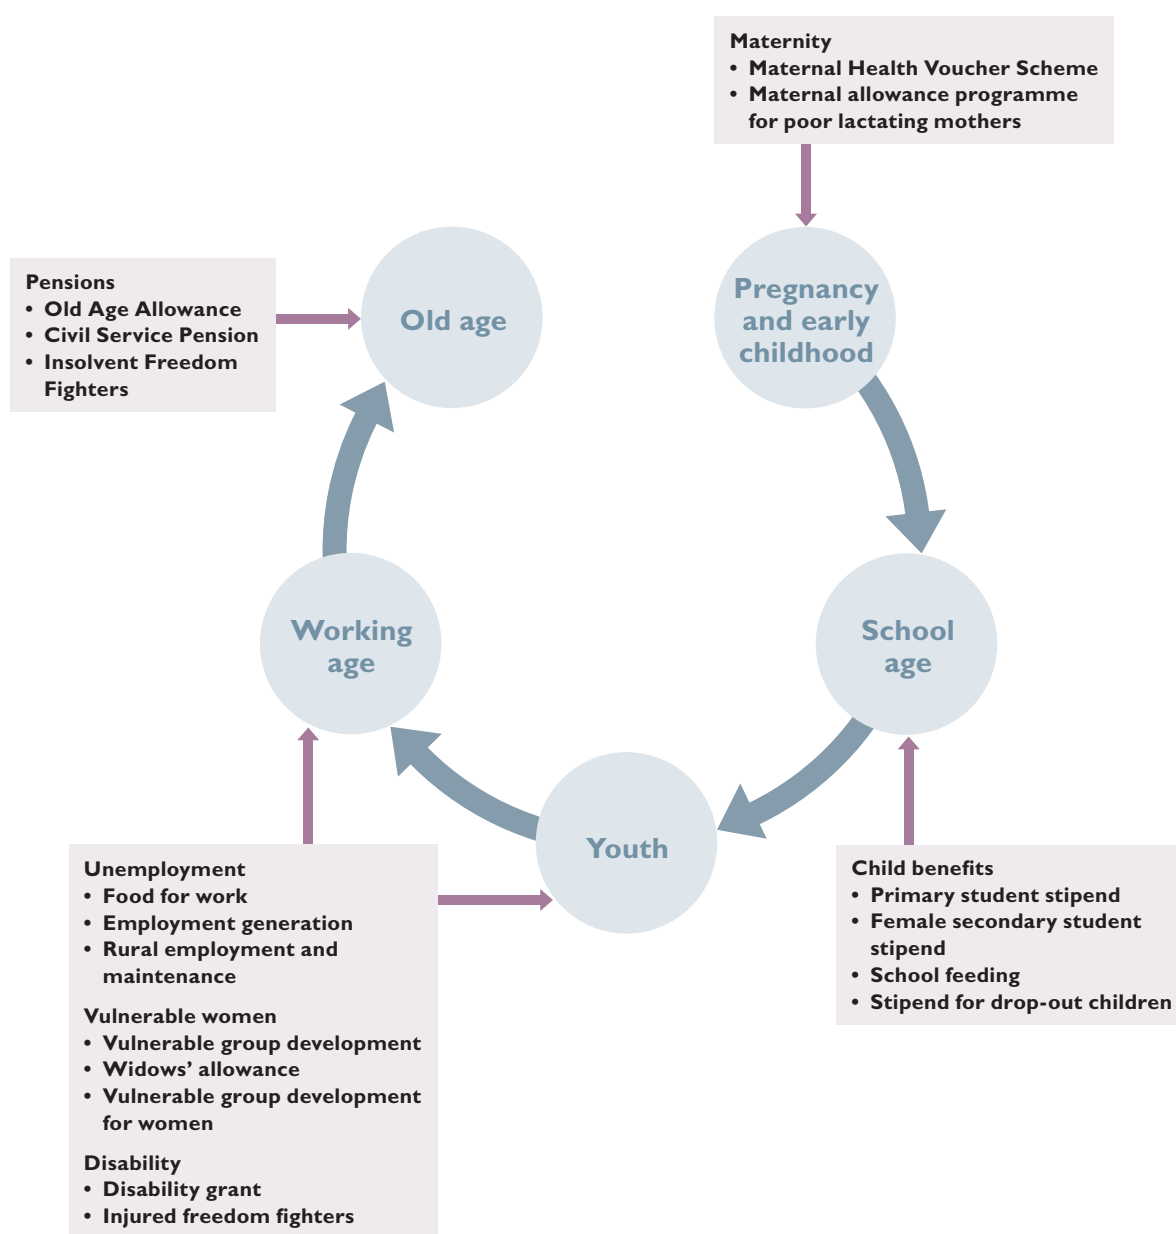 Maternity
• Maternal Health Voucher Scheme
• Maternal allowance programme
for poor lactating mothers
Pensions
• Old Age Allowance
• Civil Service Pension
• Insolvent Freedom
Fighters
Old age
Pregnancy
and early
childhood
Working
age
School
age
Youth
Unemployment
• Food for work
• Employment generation
• Rural employment and
maintenance
Vulnerable women
• Vulnerable group development
• Widows’ allowance
• Vulnerable group development
for women
Disability
• Disability grant
• Injured freedom fighters
Child benefits
• Primary student stipend
• Female secondary student
stipend
• School feeding
• Stipend for drop-out children